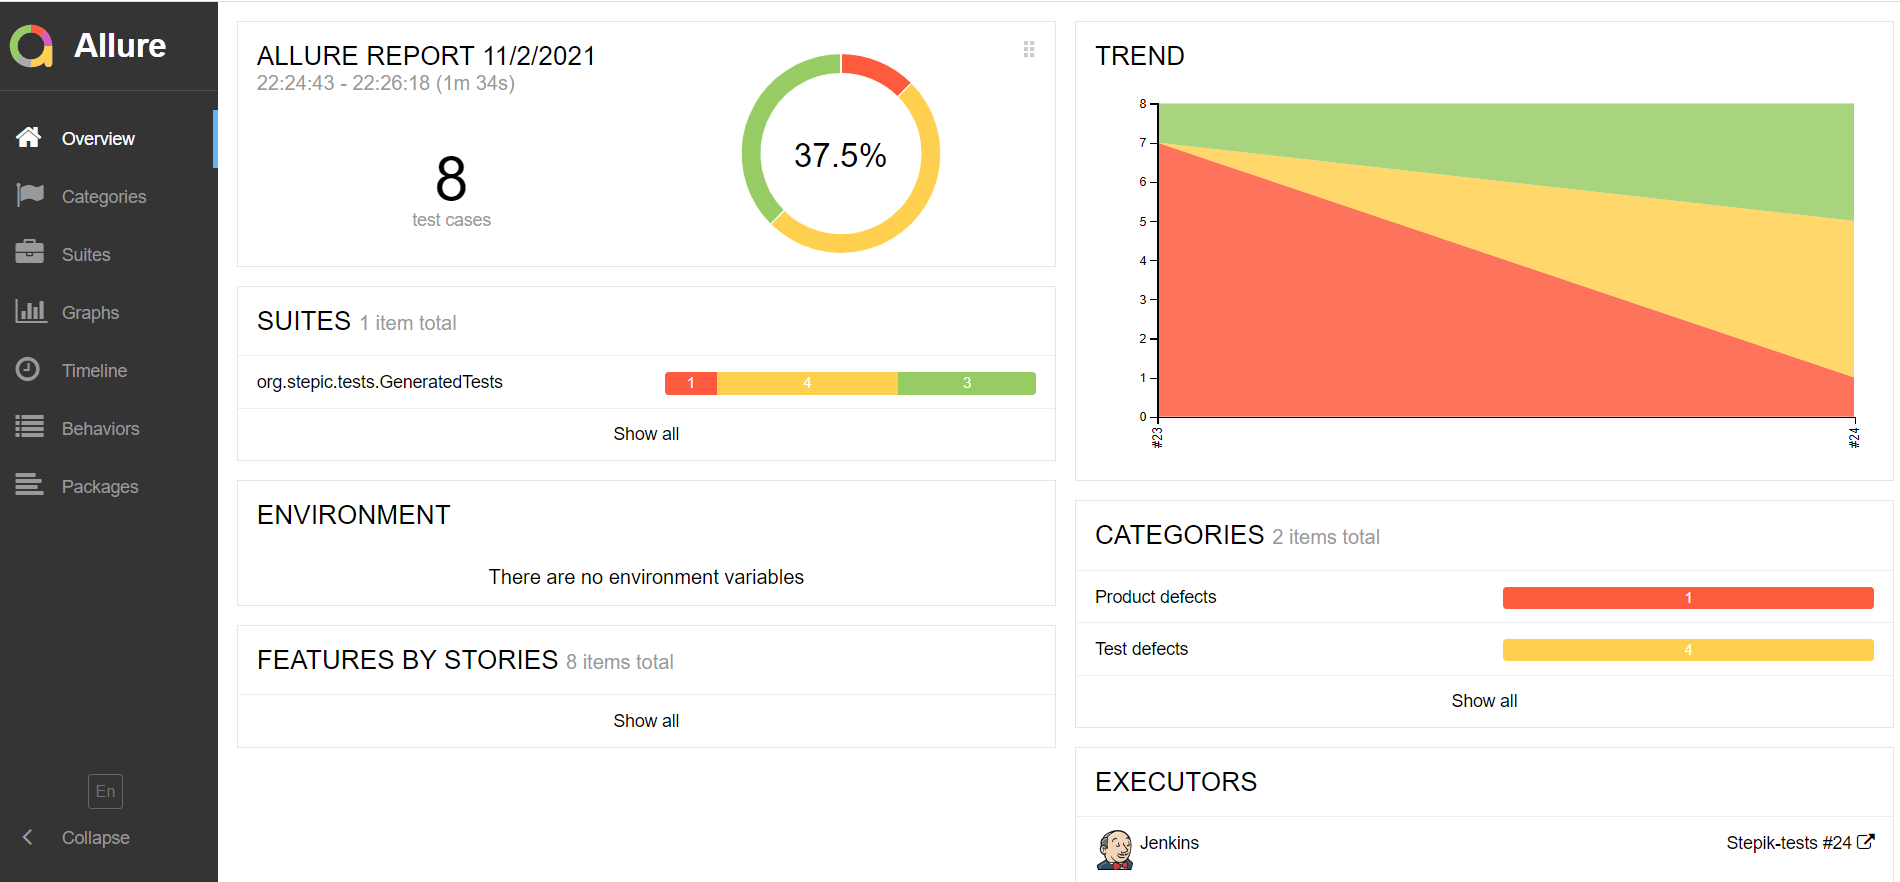 Allure
Overview
Categories
Suites
Graphs
Timeline
Behaviors
Packages
En
Collapse
ALLURE REPORT 11/2/2021
22:24:43 - 22:26:18 (1m 34s)
8
test cases
37.5%
SUITES 1 item total
org.stepic.tests.GeneratedTests 1 4 3
Show all
ENVIRONMENT
There are no environment variables
FEATURES BY STORIES 8 items total
Show all
TREND
8
7
6
5
4
3
2
1
0
#23 #24
CATEGORIES 2 items total
Product defects 1
Test defects 4
Show all
EXECUTORS
Jenkins Stepik-tests #24